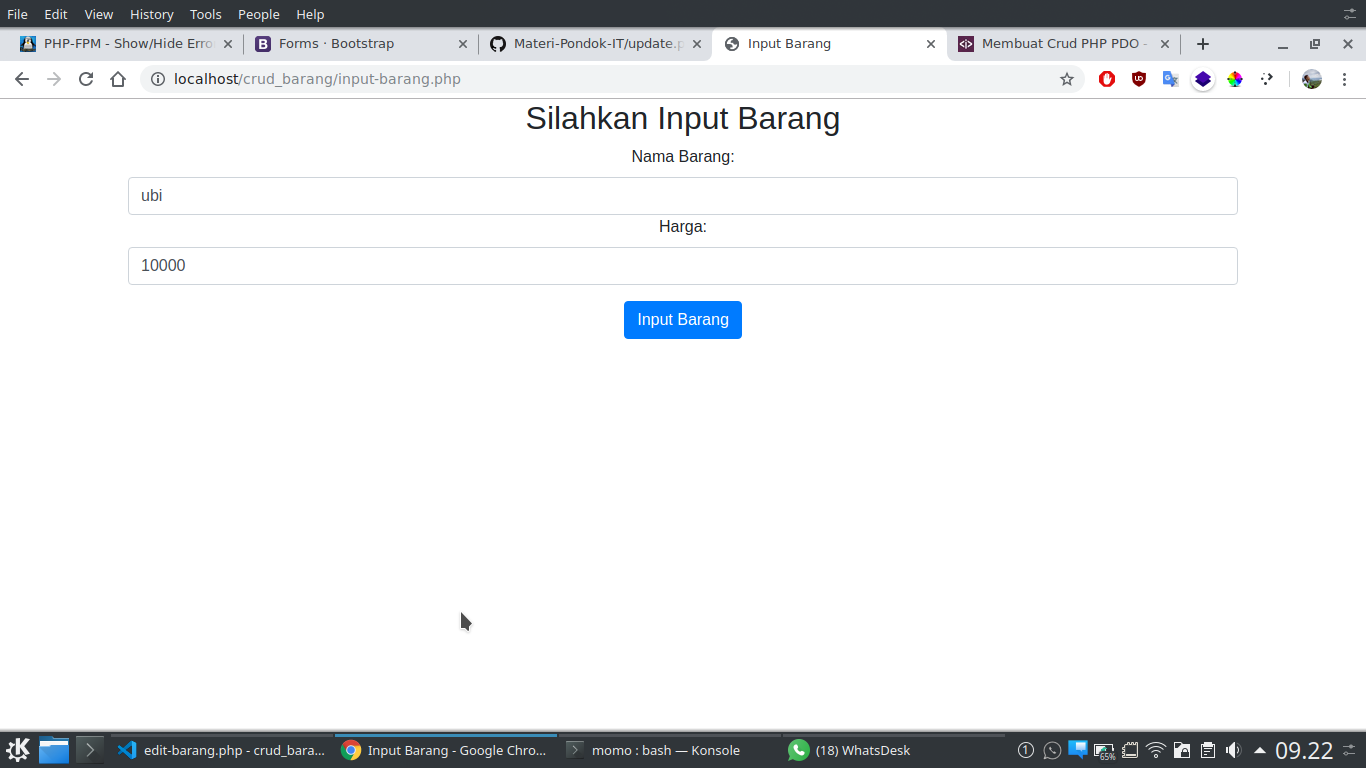 File Edit View History Tools People Help
PHP-FPM - Show/Hide Erro
Forms · Bootstrap
Materi-Pondok-IT/update.p
Input Barang
Membuat Crud PHP PDO -
localhost/crud_barang/input-barang.php
Silahkan Input Barang
Nama Barang:
ubi
Harga:
10000
Input Barang
edit-barang.php - crud_bara...
Input Barang - Google Chro...
momo : bash — Konsole
(18) WhatsDesk
1
65%
09.22